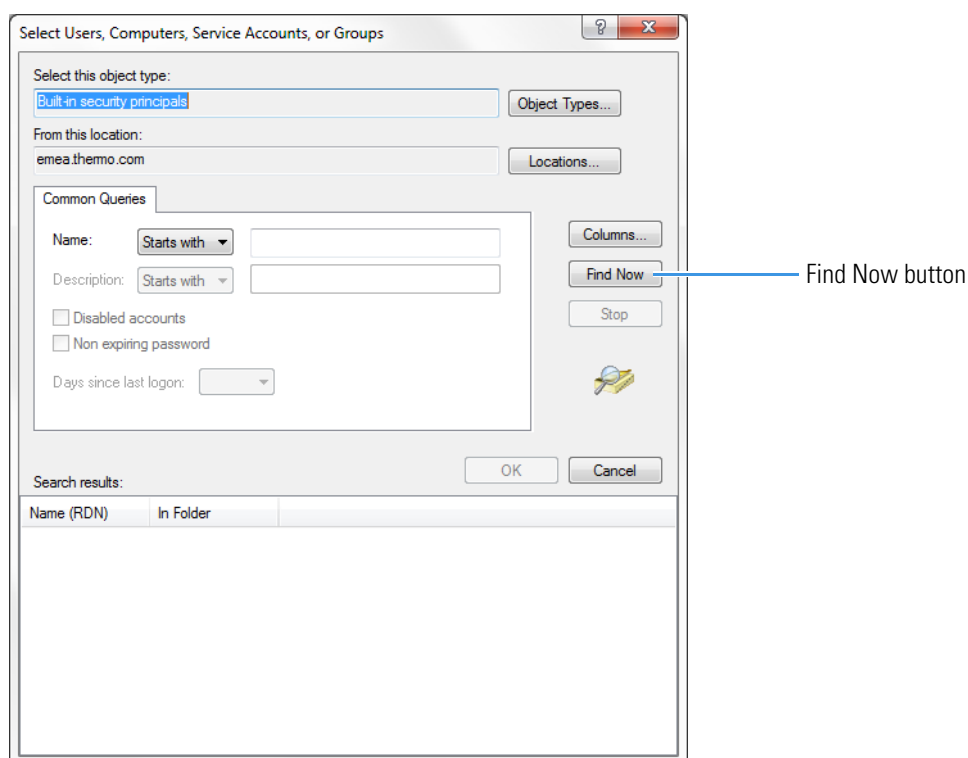 Select Users, Computers, Service Accounts, or Groups
?
Select this object type:
Built-in security principals
Object Types...
From this location:
emea.thermo.com
Locations...
Common Queries
Name:
Starts with
Columns...
Description:
Starts with
Find Now
Find Now button
Disabled accounts
Stop
Non expiring password
Days since last logon:
OK
Cancel
Search results:
Name (RDN)
In Folder